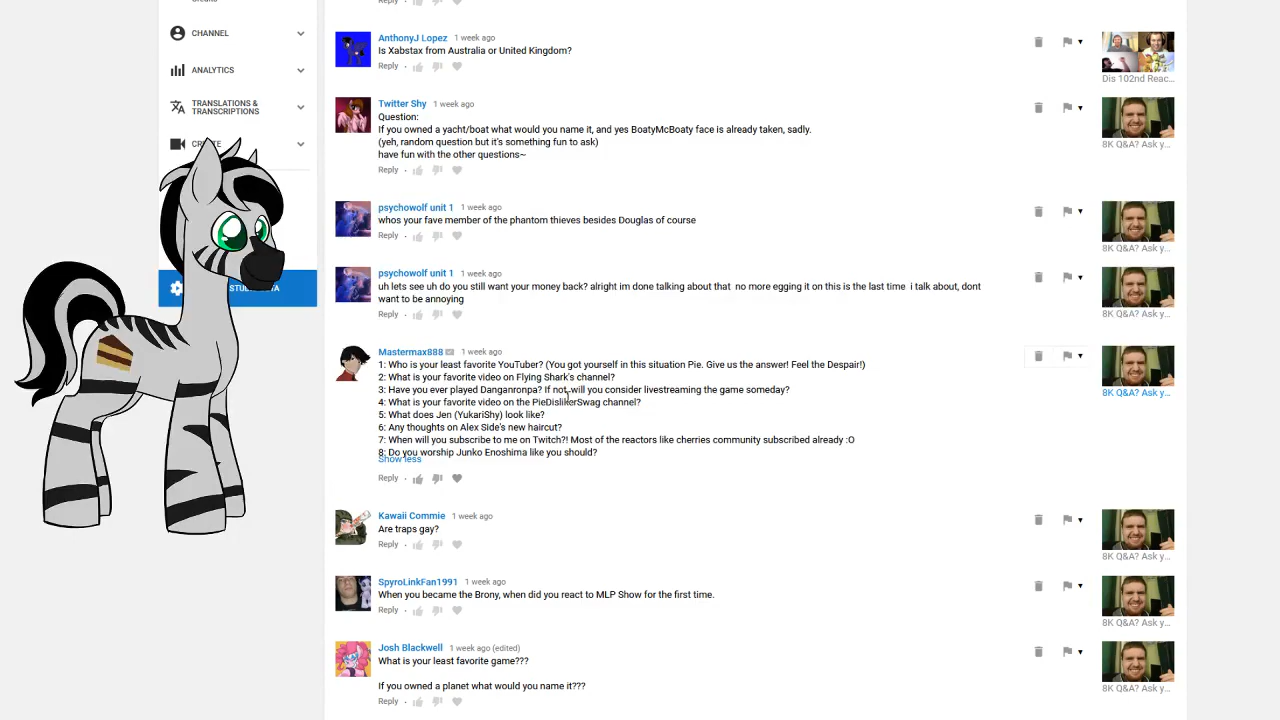 Reply
CHANNEL
ANALYTICS
TRANSLATIONS &
TRANSCRIPTIONS
AnthonyJ Lopez 1 week ago
Is Xabstax from Australia or United Kingdom?
Reply
Dis 102nd Reac...
Twitter Shy 1 week ago
Question:
If you owned a yacht/boat what would you name it, and yes BoatyMcBoaty face is already taken, sadly.
(yeh, random question but it's something fun to ask)
have fun with the other questions~
Reply
8K Q&A? Ask y...
psychowolf unit 1 1 week ago
whos your fave member of the phantom thieves besides Douglas of course
Reply
8K Q&A? Ask y...
psychowolf unit 1 1 week ago
uh lets see uh do you still want your money back? alright im done talking about that no more egging it on this is the last time i talk about, dont
want to be annoying
Reply
8K Q&A? Ask y...
Mastermax888 1 week ago
1: Who is your least favorite YouTuber? (You got yourself in this situation Pie. Give us the answer! Feel the Despair!)
2: What is your favorite video on Flying Shark's channel?
3: Have you ever played Danganronpa? If not, will you consider livestreaming the game someday?
4: What is your favorite video on the PieDislikerSwag channel?
5: What does Jen (YukariShy) look like?
6: Any thoughts on Alex Side's new haircut?
7: When will you subscribe to me on Twitch?! Most of the reactors like cherries community subscribed already :O
8: Do you worship Junko Enoshima like you should?
Show less
Reply
8K Q&A? Ask y...
Kawaii Commie 1 week ago
Are traps gay?
Reply
8K Q&A? Ask y...
SpyroLinkFan1991 1 week ago
When you became the Brony, when did you react to MLP Show for the first time.
Reply
8K Q&A? Ask y...
Josh Blackwell 1 week ago (edited)
What is your least favorite game???
If you owned a planet what would you name it???
Reply
8K Q&A? Ask y...